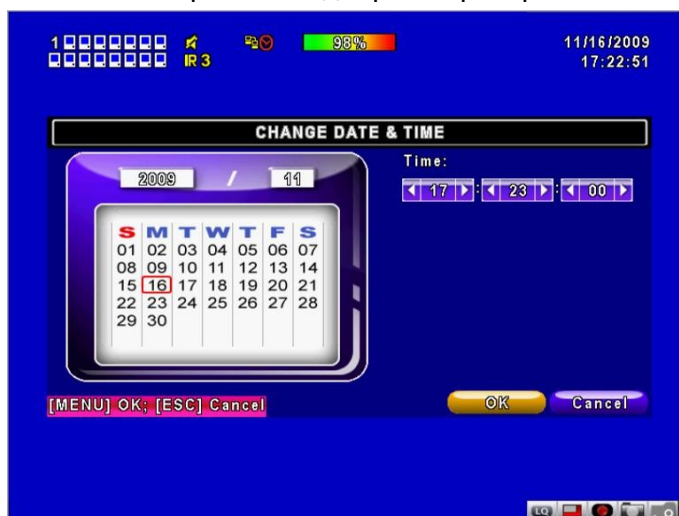 1 98% 11/16/2009
IR 3 17:22:51
CHANGE DATE & TIME
2009 / 11
Time:
17 : 23 : 00
S M T W T F S
01 02 03 04 05 06 07
08 09 10 11 12 13 14
15 16 17 18 19 20 21
22 23 24 25 26 27 28
29 30
[MENU] OK; [ESC] Cancel
OK Cancel
LQ